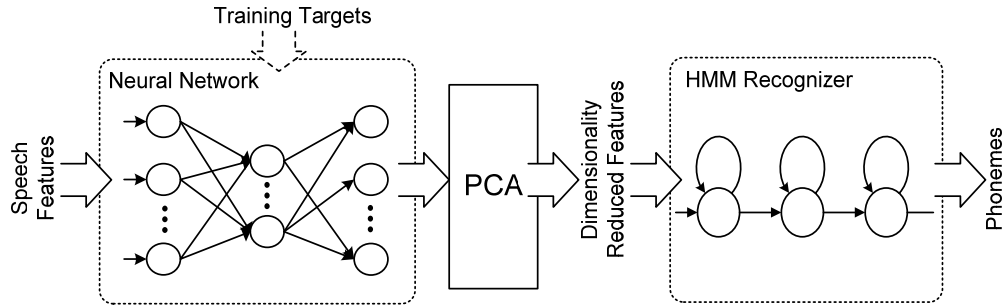 Training Targets
Neural Network
HMM Recognizer
Speech
Features
PCA
Dimensionality
Reduced Features
Phonemes